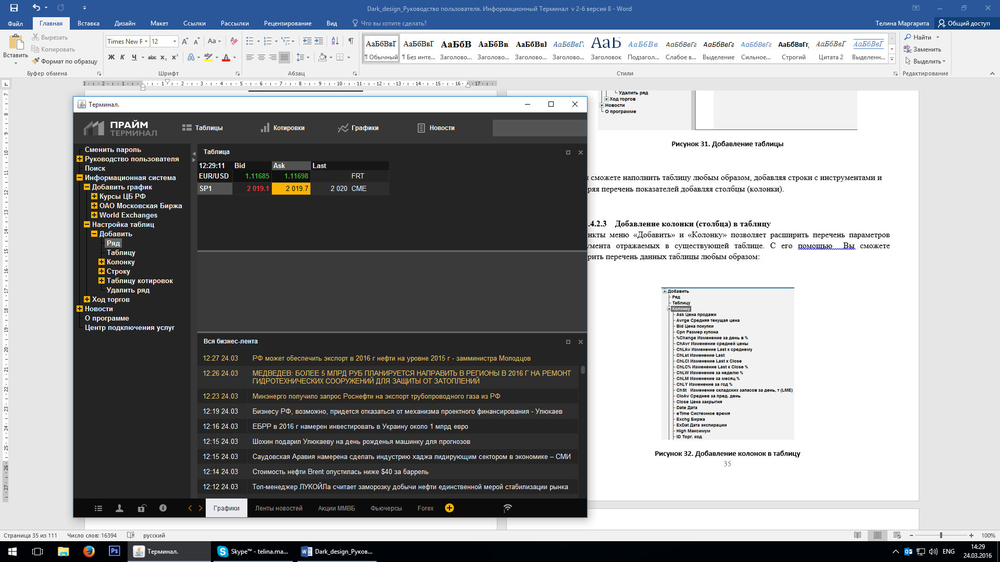 Dark_design_Руководство пользователя. Информационный Терминал v 2-6 версия 8 - Word
Файл
Главная
Вставка
Дизайн
Макет
Ссылки
Рассылки
Рецензирование
Вид
Что вы хотите сделать?
Телина Маргарита
Общий доступ
Вставить
Вырезать
Копировать
Формат по образцу
Буфер обмена
Times New F
12
Шрифт
Абзац
АаБбВвГ АаБбВвГ АаБбВ АаБбВв АаБбВвІ АаБбВвГ АаБ АаБбВв АаБбВвГг АаБбВвГг АаБбВвГг АаБбВвГг АаБбВвГ АаБбВвГ
¶ Обычный ¶ Без инте... Заголово... Заголово... Заголово... Заголово... Заголовок Подзагол... Слабое в... Выделение Сильное... Строгий Цитата 2 Выделенн...
Стили
Найти
Заменить
Выделить
Редактирование
Терминал.
ПРАЙМ
ТЕРМИНАЛ
Таблицы
Котировки
Графики
Новости
Сменить пароль
Руководство пользователя
Поиск
Информационная система
Добавить график
Курсы ЦБ РФ
ОАО Московская Биржа
World Exchanges
Настройка таблиц
Добавить
Ряд
Таблицу
Колонку
Строку
Таблицу котировок
Удалить ряд
Ход торгов
Новости
О программе
Центр подключения услуг
Таблица
12:29:11 Bid Ask Last
EUR/USD 1.11685 1.11698 FRT
SP1 2 019.1 2 019.7 2 020 CME
Вся бизнес-лента
12:27 24.03 РФ может обеспечить экспорт в 2016 г нефти на уровне 2015 г - замминистра Молодцов
12:26 24.03 МЕДВЕДЕВ: БОЛЕЕ 5 МЛРД РУБ ПЛАНИРУЕТСЯ НАПРАВИТЬ В РЕГИОНЫ В 2016 Г НА РЕМОНТ
ГИДРОТЕХНИЧЕСКИХ СООРУЖЕНИЙ ДЛЯ ЗАЩИТЫ ОТ ЗАТОПЛЕНИЙ
12:23 24.03 Минэнерго получило запрос Роснефти на экспорт трубопроводного газа из РФ
12:19 24.03 Бизнесу РФ, возможно, придется отказаться от механизма проектного финансирования - Улюкаев
12:16 24.03 ЕБРР в 2016 г намерен инвестировать в Украину около 1 млрд евро
12:15 24.03 Шохин подарил Улюкаеву на день рожденья машинку для прогнозов
12:15 24.03 Саудовская Аравия намерена сделать индустрию хаджа лидирующим сектором в экономике – СМИ
12:14 24.03 Стоимость нефти Brent опустилась ниже $40 за баррель
12:12 24.03 Топ-менеджер ЛУКОЙЛа считает заморозку добычи нефти единственной мерой стабилизации рынка
Графики
Ленты новостей
Акции ММВБ
Фьючерсы
Forex
Удалить ряд
Ход торгов
Новости
О программе
Рисунок 31. Добавление таблицы
сможете наполнить таблицу любым образом, добавляя строки с инструментами и
ряя перечень показателей добавляя столбцы (колонки).
.4.2.3 Добавление колонки (столбца) в таблицу
нкты меню «Добавить» и «Колонку» позволяет расширить перечень параметров
умента отражаемых в существующей таблице. С его помощью Вы сможете
рить перечень данных таблицы любым образом:
Добавить
Ряд
Таблицу
Колонку
Ask Цена продажи
Avrge Средняя текущая цена
Bid Цена покупки
Cpn Размер купона
%Change Изменение за день в %
ChAvr Изменение средней цены
ChLAv Изменение Last к среднему
ChLst Изменение Last
ChLCl Изменение Last к Close
ChLC% Изменение Last к Close %
ChLW Изменение за неделю %
ChLM Изменение за месяц %
ChLY Изменение за год %
ChSt Изменение складских запасов за день, т (LME)
CloAv Среднее за пред. день
Close Цена закрытия
Date Дата
eTime Системное время
Exchg Биржа
ExDat Дата экспирации
High Максимум
ID Торг. код
Рисунок 32. Добавление колонок в таблицу
35
Страница 35 из 111
Число слов: 16394
русский
100%
Терминал.
Skype™ - telina.ma...
Dark_design_Руков...
ENG
14:29
24.03.2016